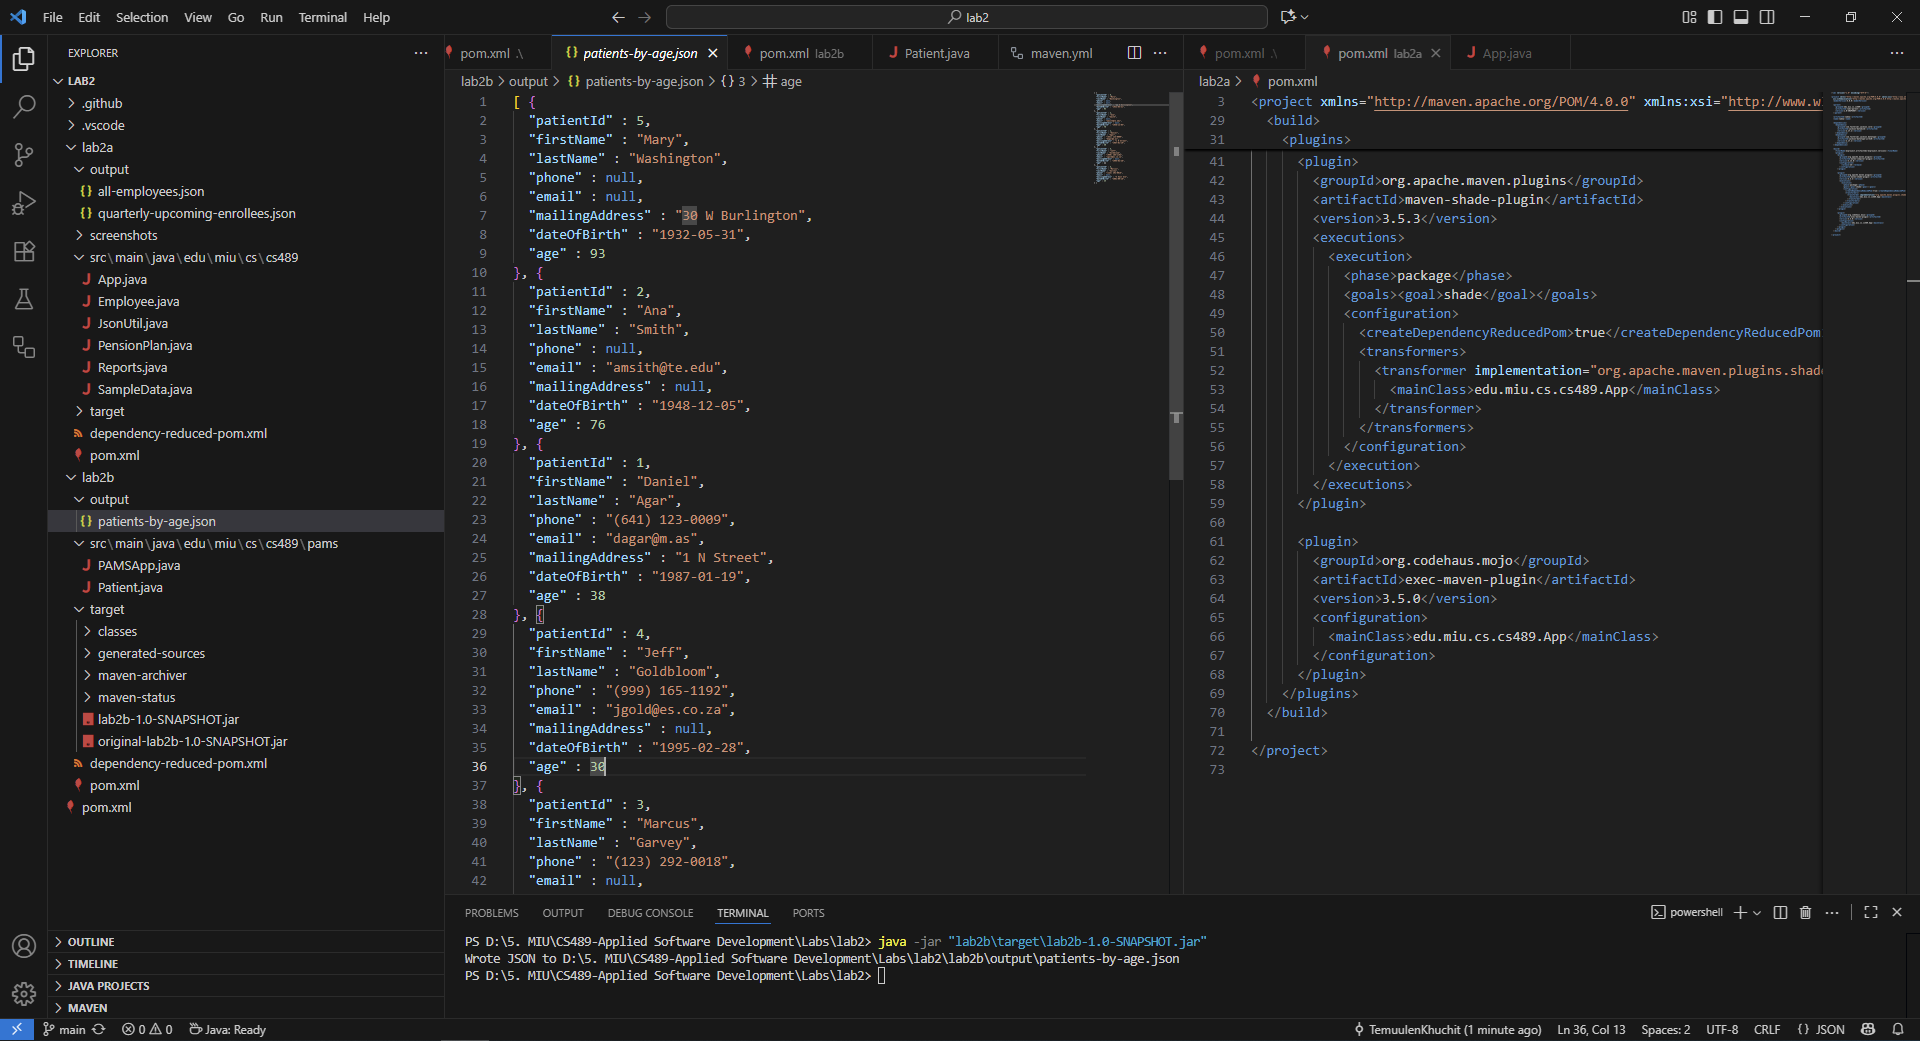 File Edit Selection View Go Run Terminal Help
lab2
EXPLORER
LAB2
.github
.vscode
lab2a
output
all-employees.json
quarterly-upcoming-enrollees.json
screenshots
src\main\java\edu\miu\cs\cs489
App.java
Employee.java
JsonUtil.java
PensionPlan.java
Reports.java
SampleData.java
target
dependency-reduced-pom.xml
pom.xml
lab2b
output
patients-by-age.json
src\main\java\edu\miu\cs\cs489\pams
PAMSApp.java
Patient.java
target
classes
generated-sources
maven-archiver
maven-status
lab2b-1.0-SNAPSHOT.jar
original-lab2b-1.0-SNAPSHOT.jar
dependency-reduced-pom.xml
pom.xml
pom.xml
OUTLINE
TIMELINE
JAVA PROJECTS
MAVEN
pom.xml .\ patients-by-age.json pom.xml lab2b Patient.java maven.yml
lab2b > output > {} patients-by-age.json > {} 3 > age
1 [ {
2 "patientId" : 5,
3 "firstName" : "Mary",
4 "lastName" : "Washington",
5 "phone" : null,
6 "email" : null,
7 "mailingAddress" : "30 W Burlington",
8 "dateOfBirth" : "1932-05-31",
9 "age" : 93
10 }, {
11 "patientId" : 2,
12 "firstName" : "Ana",
13 "lastName" : "Smith",
14 "phone" : null,
15 "email" : "amsith@te.edu",
16 "mailingAddress" : null,
17 "dateOfBirth" : "1948-12-05",
18 "age" : 76
19 }, {
20 "patientId" : 1,
21 "firstName" : "Daniel",
22 "lastName" : "Agar",
23 "phone" : "(641) 123-0009",
24 "email" : "dagar@m.as",
25 "mailingAddress" : "1 N Street",
26 "dateOfBirth" : "1987-01-19",
27 "age" : 38
28 }, {
29 "patientId" : 4,
30 "firstName" : "Jeff",
31 "lastName" : "Goldbloom",
32 "phone" : "(999) 165-1192",
33 "email" : "jgold@es.co.za",
34 "mailingAddress" : null,
35 "dateOfBirth" : "1995-02-28",
36 "age" : 30
37 }, {
38 "patientId" : 3,
39 "firstName" : "Marcus",
40 "lastName" : "Garvey",
41 "phone" : "(123) 292-0018",
42 "email" : null,
pom.xml .\ pom.xml lab2a App.java
lab2a > pom.xml
3 <project xmlns="http://maven.apache.org/POM/4.0.0" xmlns:xsi="http://www.w
29 <build>
31 <plugins>
41 <plugin>
42 <groupId>org.apache.maven.plugins</groupId>
43 <artifactId>maven-shade-plugin</artifactId>
44 <version>3.5.3</version>
45 <executions>
46 <execution>
47 <phase>package</phase>
48 <goals><goal>shade</goal></goals>
49 <configuration>
50 <createDependencyReducedPom>true</createDependencyReducedPom
51 <transformers>
52 <transformer implementation="org.apache.maven.plugins.shade
53 <mainClass>edu.miu.cs.cs489.App</mainClass>
54 </transformer>
55 </transformers>
56 </configuration>
57 </execution>
58 </executions>
59 </plugin>
60
61 <plugin>
62 <groupId>org.codehaus.mojo</groupId>
63 <artifactId>exec-maven-plugin</artifactId>
64 <version>3.5.0</version>
65 <configuration>
66 <mainClass>edu.miu.cs.cs489.App</mainClass>
67 </configuration>
68 </plugin>
69 </plugins>
70 </build>
71
72 </project>
73
PROBLEMS OUTPUT DEBUG CONSOLE TERMINAL PORTS
powershell
PS D:\5. MIU\CS489-Applied Software Development\Labs\lab2> java -jar "lab2b\target\lab2b-1.0-SNAPSHOT.jar"
Wrote JSON to D:\5. MIU\CS489-Applied Software Development\Labs\lab2\lab2b\output\patients-by-age.json
PS D:\5. MIU\CS489-Applied Software Development\Labs\lab2>
main 0 0 Java: Ready
TemuulenKhuchit (1 minute ago) Ln 36, Col 13 Spaces: 2 UTF-8 CRLF {} JSON